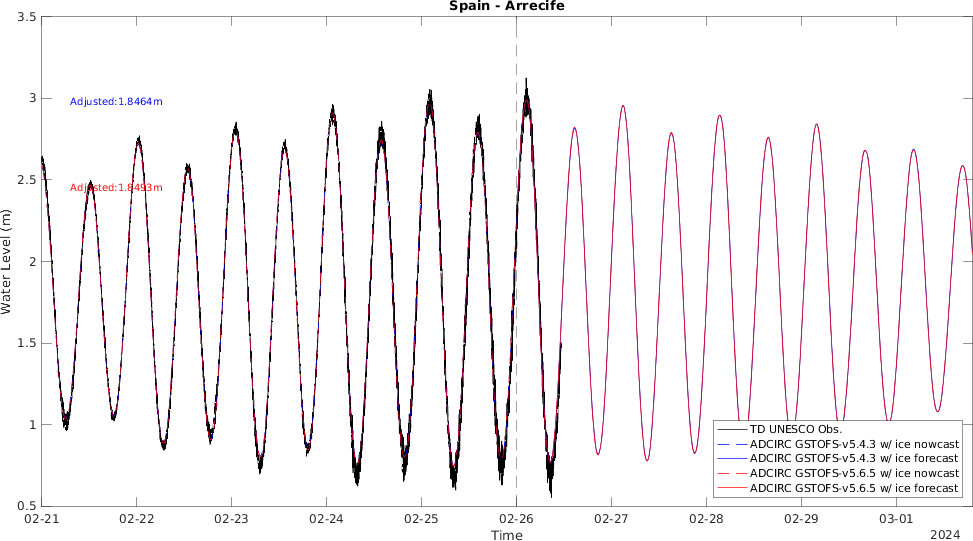 Spain - Arrecife
3.5
3
2.5
2
1.5
1
0.5
Water Level (m)
Adjusted:1.8464m
Adjusted:1.8493m
TD UNESCO Obs.
ADCIRC GSTOFS-v5.4.3 w/ ice nowcast
ADCIRC GSTOFS-v5.4.3 w/ ice forecast
ADCIRC GSTOFS-v5.6.5 w/ ice nowcast
ADCIRC GSTOFS-v5.6.5 w/ ice forecast
02-21 02-22 02-23 02-24 02-25 02-26 02-27 02-28 02-29 03-01
Time
2024